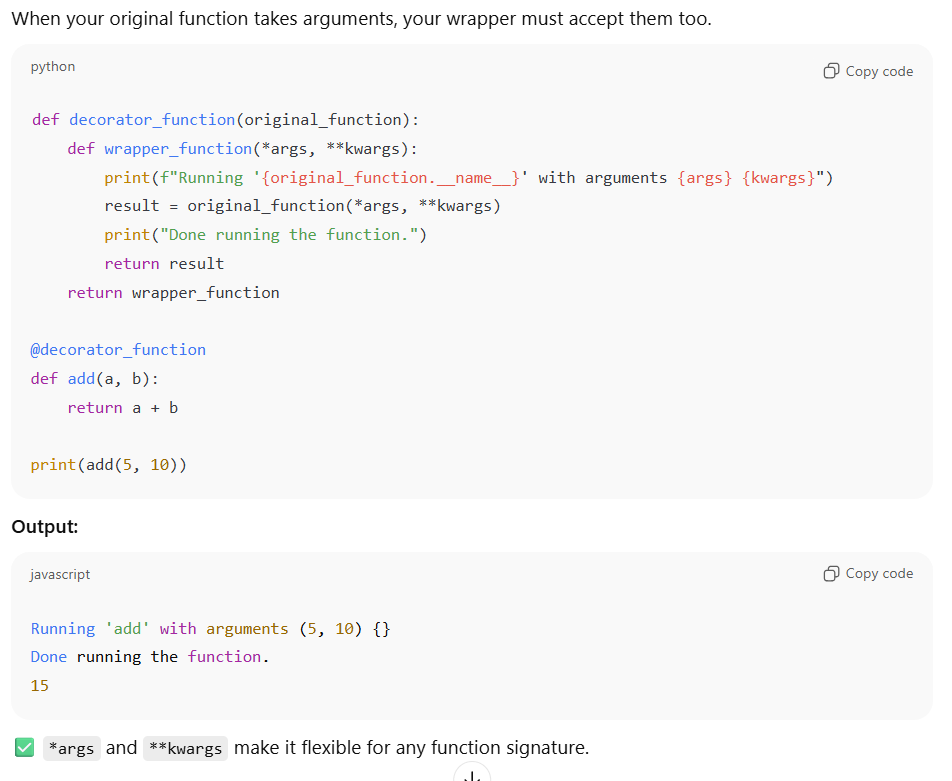 When your original function takes arguments, your wrapper must accept them too.
python
Copy code
def decorator_function(original_function):
    def wrapper_function(*args, **kwargs):
        print(f"Running '{original_function.__name__}' with arguments {args} {kwargs}")
        result = original_function(*args, **kwargs)
        print("Done running the function.")
        return result
    return wrapper_function
@decorator_function
def add(a, b):
    return a + b
print(add(5, 10))
Output:
javascript
Copy code
Running 'add' with arguments (5, 10) {}
Done running the function.
15
✅ *args and **kwargs make it flexible for any function signature.